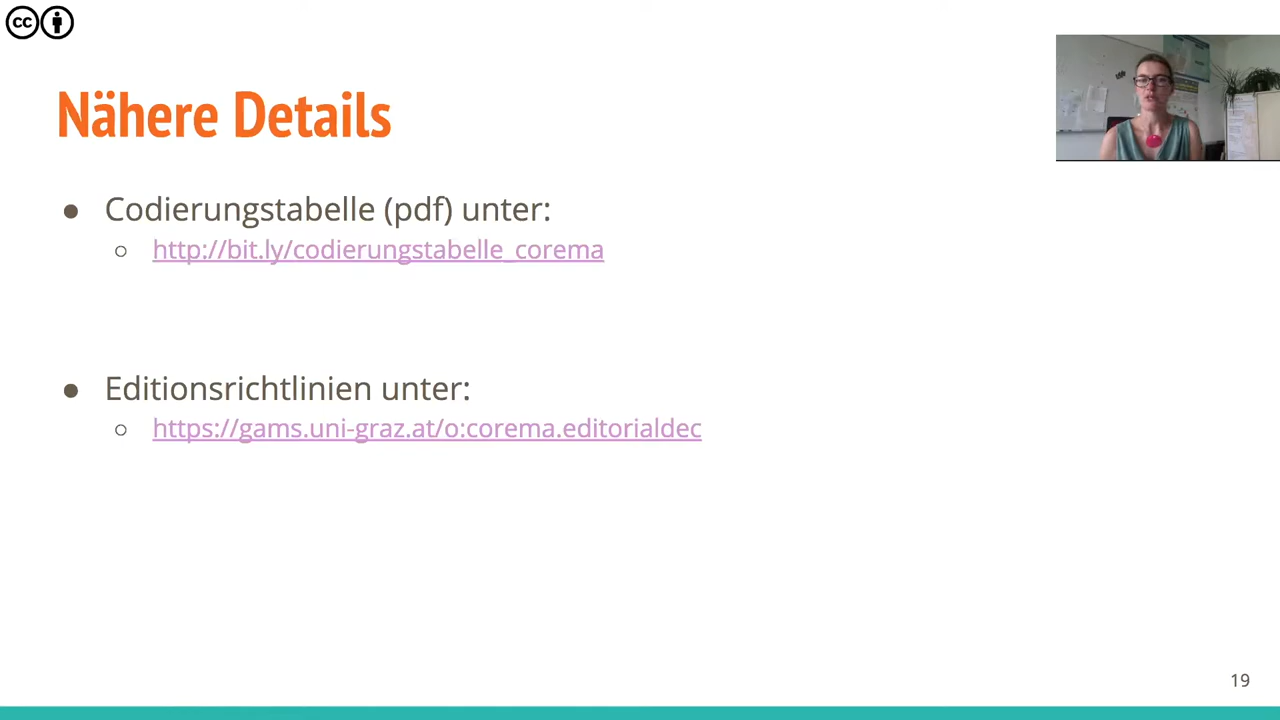 cc
Nähere Details
● Codierungstabelle (pdf) unter:
○ http://bit.ly/codierungstabelle_corema
● Editionsrichtlinien unter:
○ https://gams.uni-graz.at/o:corema.editorialdec
19